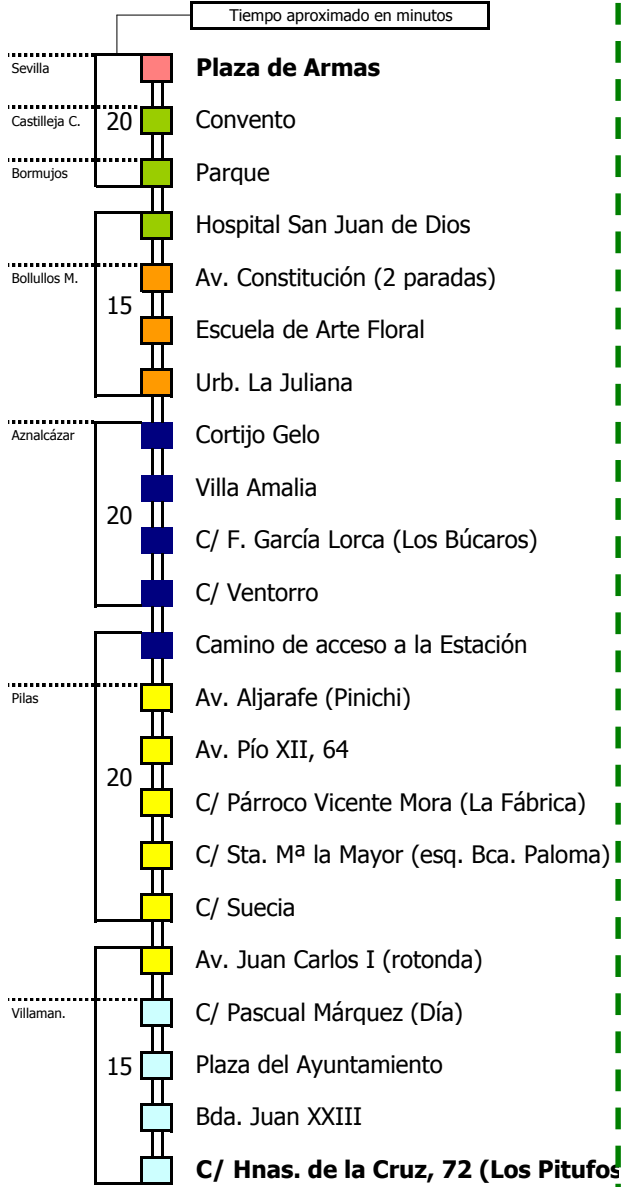 Tiempo aproximado en minutos
Sevilla
Plaza de Armas
Castilleja C.
20
Convento
Bormujos
Parque
Hospital San Juan de Dios
Bollullos M.
Av. Constitución (2 paradas)
15
Escuela de Arte Floral
Urb. La Juliana
Aznalcázar
Cortijo Gelo
Villa Amalia
20
C/ F. García Lorca (Los Búcaros)
C/ Ventorro
Camino de acceso a la Estación
Pilas
Av. Aljarafe (Pinichi)
Av. Pío XII, 64
20
C/ Párroco Vicente Mora (La Fábrica)
C/ Sta. Mª la Mayor (esq. Bca. Paloma)
C/ Suecia
Av. Juan Carlos I (rotonda)
Villaman.
C/ Pascual Márquez (Día)
15
Plaza del Ayuntamiento
Bda. Juan XXIII
C/ Hnas. de la Cruz, 72 (Los Pitufos